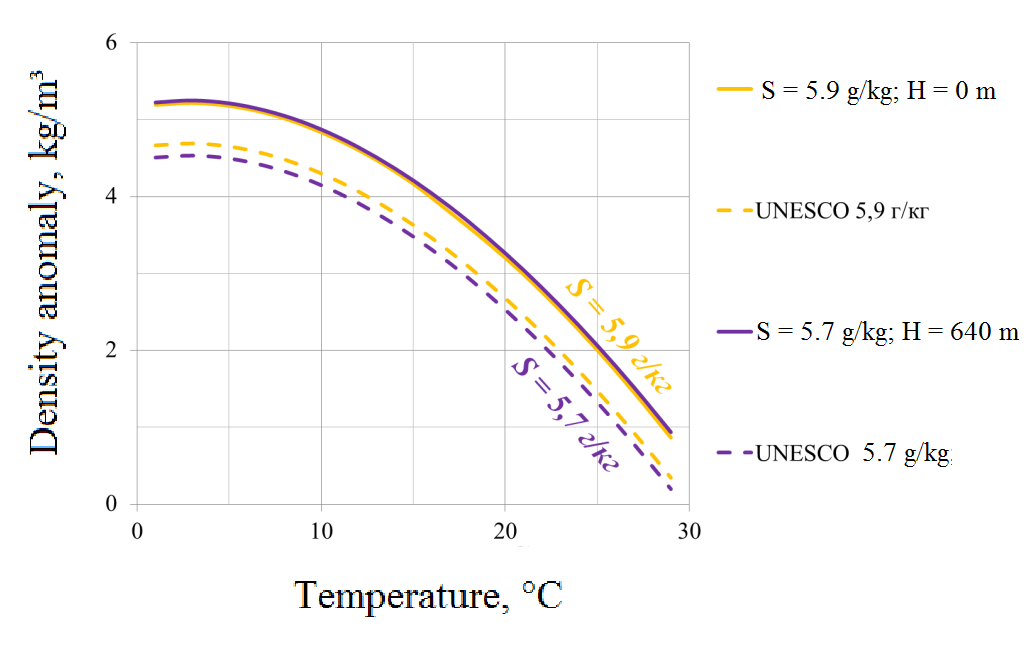 6
4
2
0
0
10
20
30
Density anomaly, kg/m³
Temperature, °C
S = 5,9 г/кг
S = 5,7 г/кг
S = 5.9 g/kg; H = 0 m
UNESCO 5,9 г/кг
S = 5.7 g/kg; H = 640 m
UNESCO 5.7 g/kg